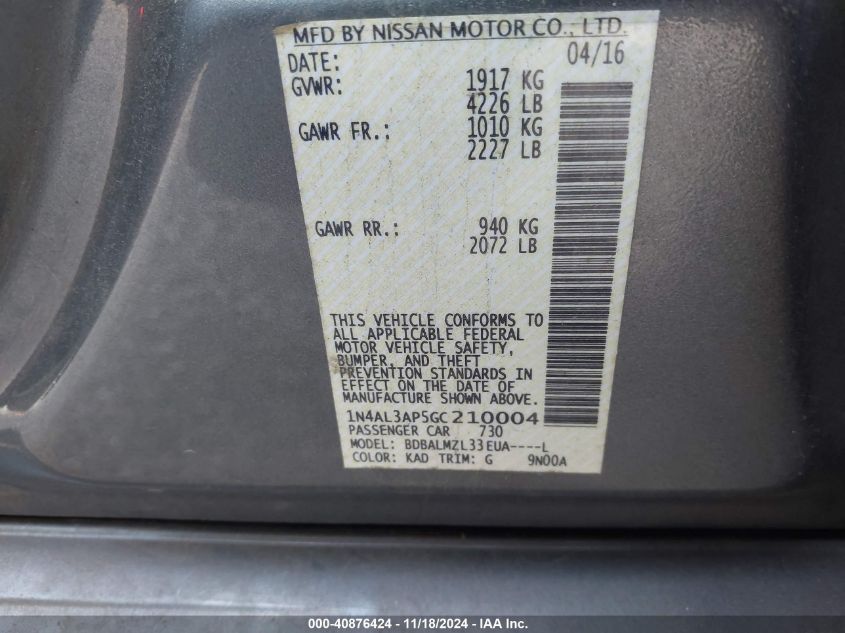 MFD BY NISSAN MOTOR CO., LTD.
DATE: 04/16
GVWR: 1917 KG
4226 LB
GAWR FR.: 1010 KG
2227 LB
GAWR RR.: 940 KG
2072 LB
THIS VEHICLE CONFORMS TO
ALL APPLICABLE FEDERAL
MOTOR VEHICLE SAFETY,
BUMPER, AND THEFT
PREVENTION STANDARDS IN
EFFECT ON THE DATE OF
MANUFACTURE SHOWN ABOVE.
1N4AL3AP5GC210004
PASSENGER CAR 730
MODEL: BDBALMZL33EUA----L
COLOR: KAD TRIM: G 9N00A
000-40876424 - 11/18/2024 - IAA Inc.